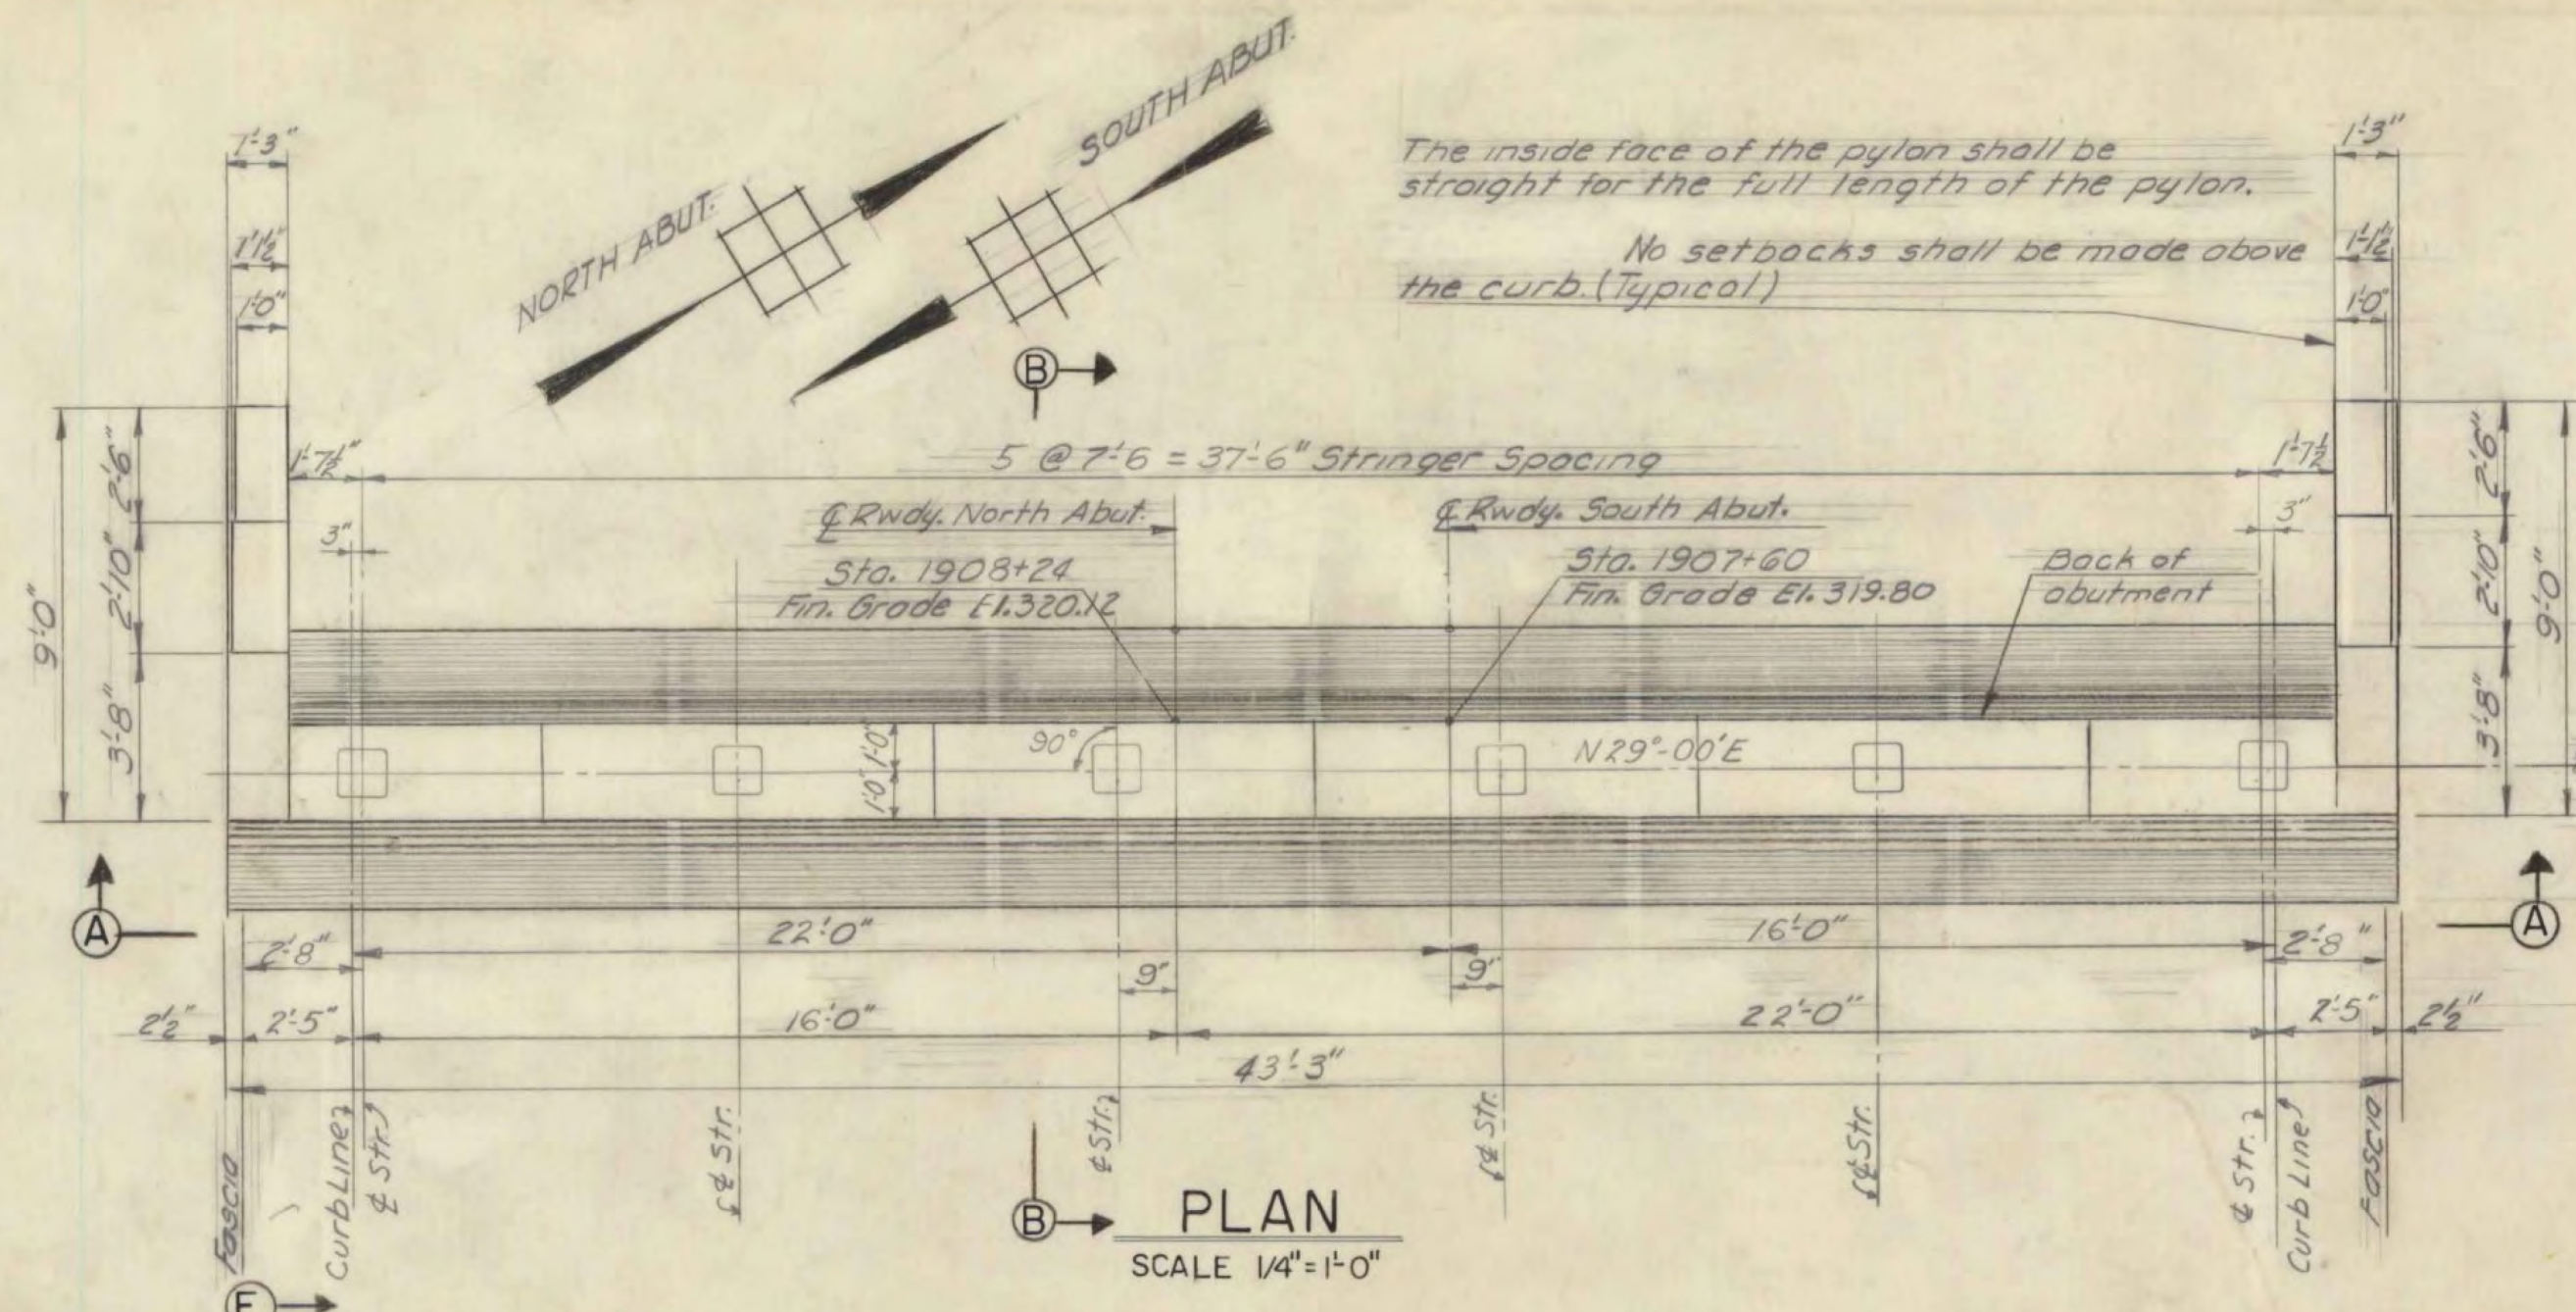 NORTH ABUT.
SOUTH ABUT.
The inside face of the pylon shall be
straight for the full length of the pylon.
No setbacks shall be made above
the curb. (Typical)
1'-3"
1'-1½"
1'-0"
1'-3"
1'-1½"
1'-0"
B
5 @ 7'-6 = 37'-6" Stringer Spacing
1'-7½"
1'-7½
3"
3"
℄ Rwdy. North Abut.
Sta. 1908+24
Fin. Grade El. 320.12
℄ Rwdy. South Abut.
Sta. 1907+60
Fin. Grade El. 319.80
Back of
abutment
9'-0"
2'-6"
2'-10"
3'-8"
2'-6"
2'-10"
3'-8"
9'-0"
1'-0"
1'-0"
90°
N 29°-00' E
A
A
2'-8"
22'-0"
16'-0"
2'-8"
9"
9"
2½"
2'-5"
16'-0"
22'-0"
2'-5"
2½"
43'-3"
Fascia
Curb Line
℄ Str.
℄ Str.
℄ Str.
℄ Str.
℄ Str.
℄ Str.
Curb Line
Fascia
B
PLAN
SCALE 1/4"=1'-0"
E